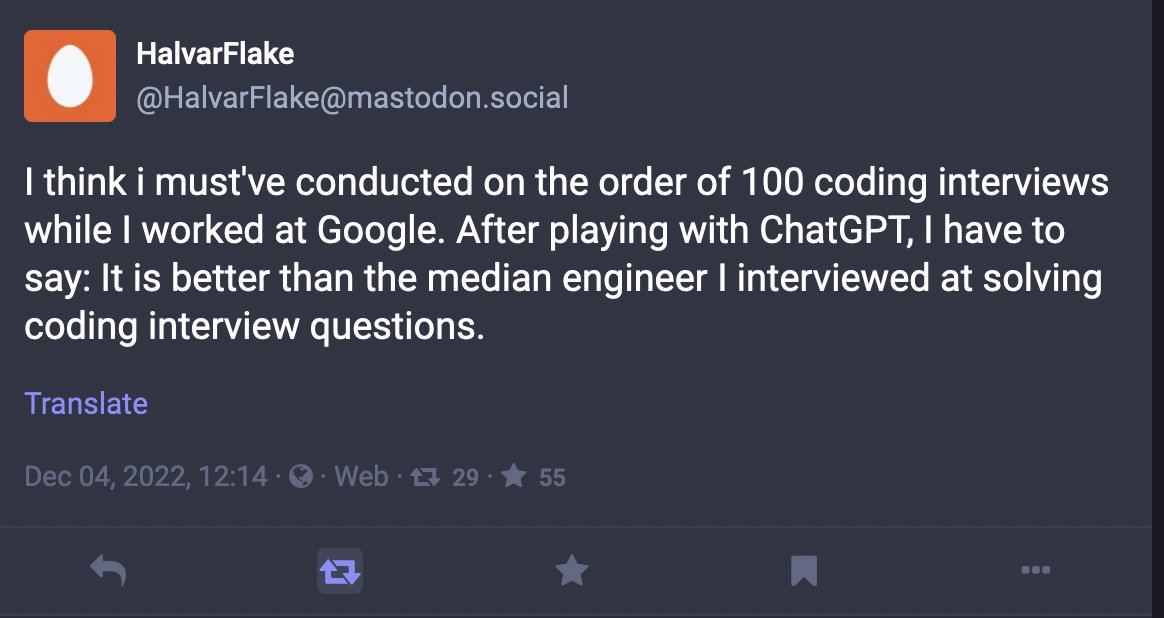 HalvarFlake
@HalvarFlake@mastodon.social
I think i must've conducted on the order of 100 coding interviews
while I worked at Google. After playing with ChatGPT, I have to
say: It is better than the median engineer I interviewed at solving
coding interview questions.
Translate
Dec 04, 2022, 12:14 · · Web · 29 · 55